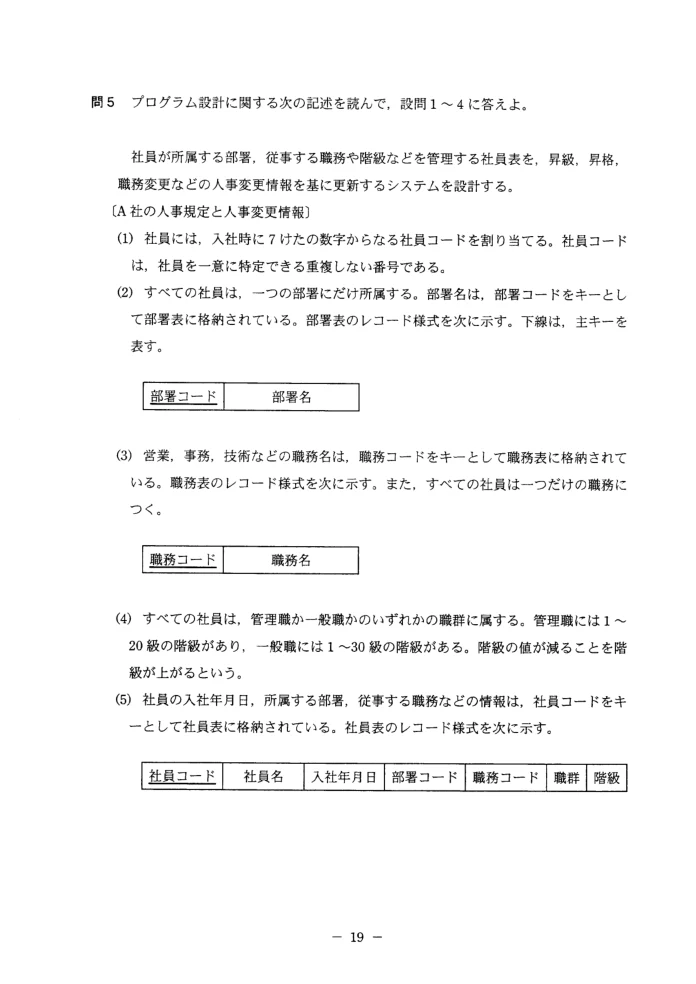 問5 プログラム設計に関する次の記述を読んで，設問1～4に答えよ。
社員が所属する部署，従事する職務や階級などを管理する社員表を，昇級，昇格，
職務変更などの人事変更情報を基に更新するシステムを設計する。
〔A社の人事規定と人事変更情報〕
(1) 社員には，入社時に7けたの数字からなる社員コードを割り当てる。社員コード
は，社員を一意に特定できる重複しない番号である。
(2) すべての社員は，一つの部署にだけ所属する。部署名は，部署コードをキーとし
て部署表に格納されている。部署表のレコード様式を次に示す。下線は，主キーを
表す。
部署コード 部署名
(3) 営業，事務，技術などの職務名は，職務コードをキーとして職務表に格納されて
いる。職務表のレコード様式を次に示す。また，すべての社員は一つだけの職務に
つく。
職務コード 職務名
(4) すべての社員は，管理職か一般職かのいずれかの職群に属する。管理職には1～
20級の階級があり，一般職には1～30級の階級がある。階級の値が減ることを階
級が上がるという。
(5) 社員の入社年月日，所属する部署，従事する職務などの情報は，社員コードをキ
ーとして社員表に格納されている。社員表のレコード様式を次に示す。
社員コード 社員名 入社年月日 部署コード 職務コード 職群 階級
－ 19 －